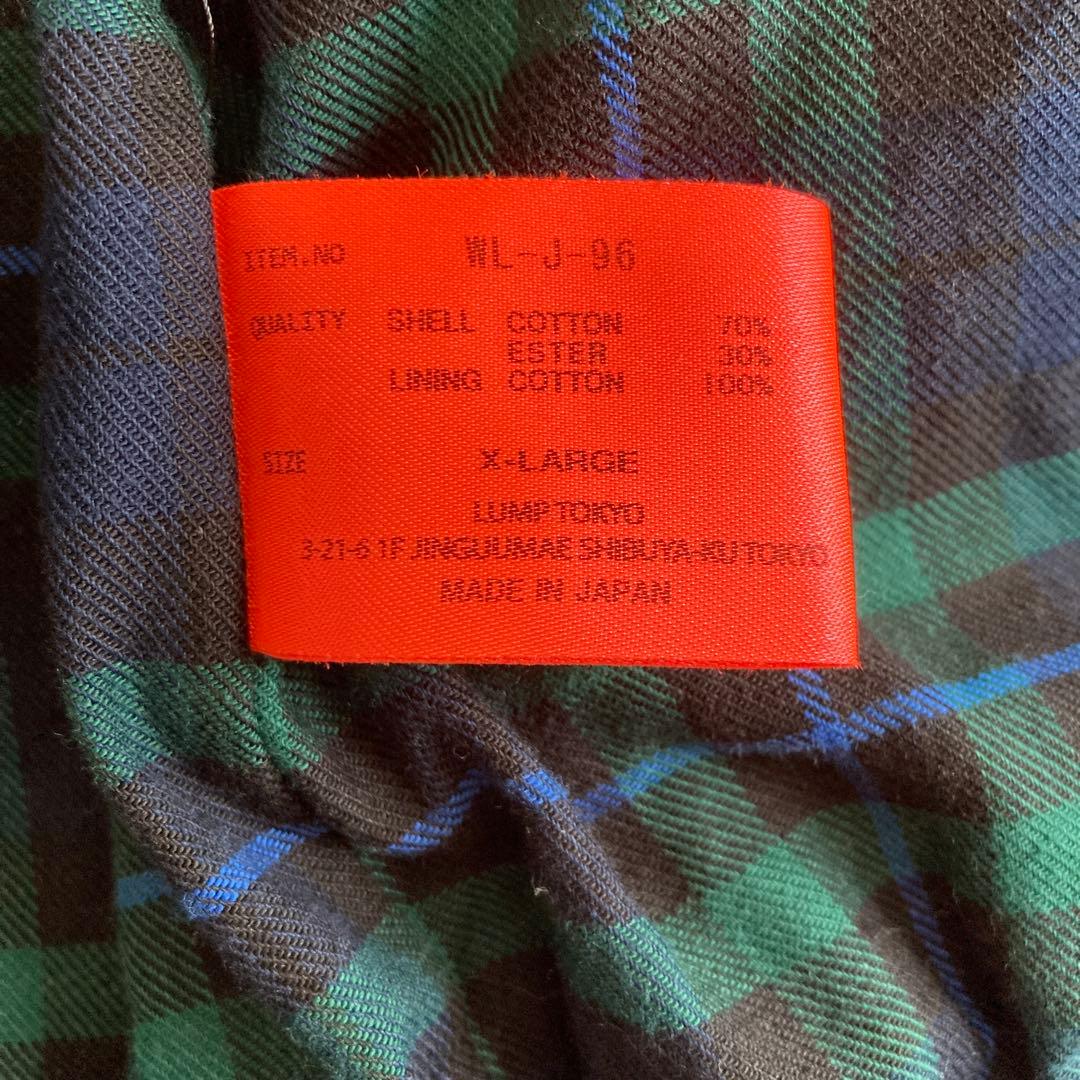 ITEM.NO WL-J-96
QUALITY SHELL COTTON 70%
ESTER 30%
LINING COTTON 100%
SIZE X-LARGE
LUMP TOKYO
3-21-6 1F JINGUUMAE SHIBUYA-KU TOKYO
MADE IN JAPAN